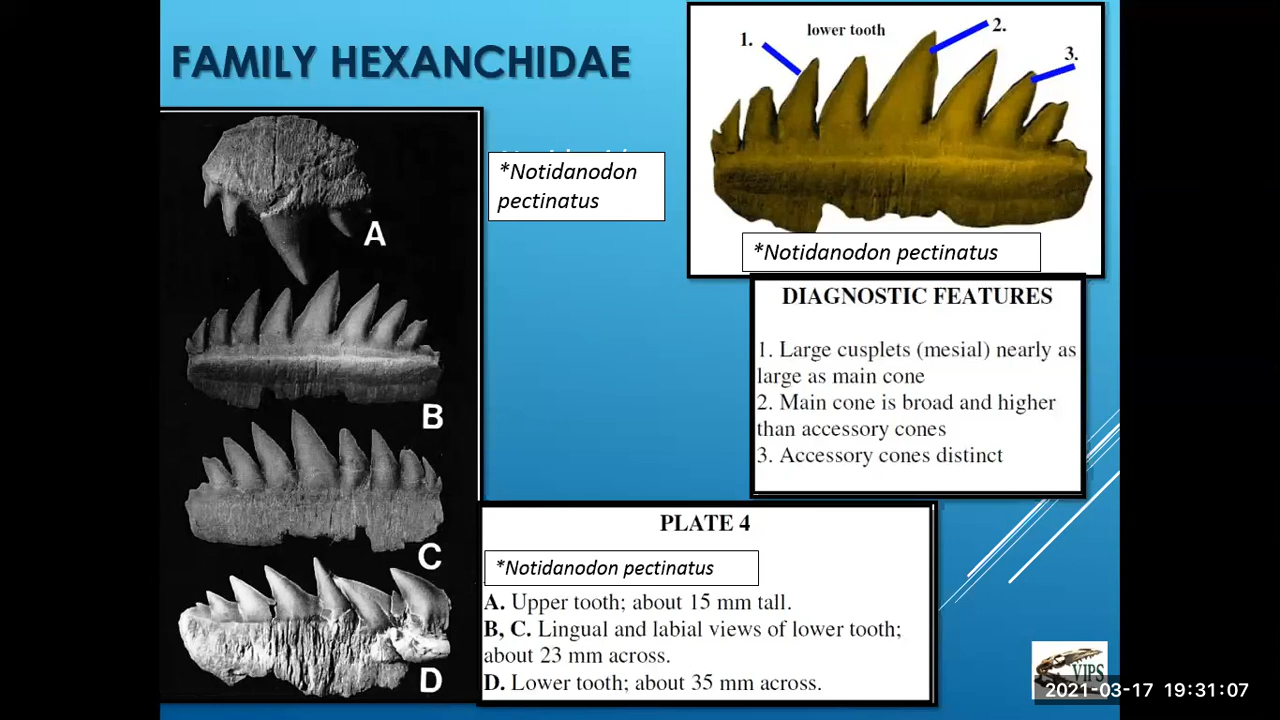 FAMILY HEXANCHIDAE
A
B
C
D
*Notidanodon
pectinatus
1.
lower tooth
2.
3.
*Notidanodon pectinatus
DIAGNOSTIC FEATURES
1. Large cusplets (mesial) nearly as
large as main cone
2. Main cone is broad and higher
than accessory cones
3. Accessory cones distinct
PLATE 4
*Notidanodon pectinatus
A. Upper tooth; about 15 mm tall.
B, C. Lingual and labial views of lower tooth;
about 23 mm across.
D. Lower tooth; about 35 mm across.
VIPS
2021-03-17 19:31:07